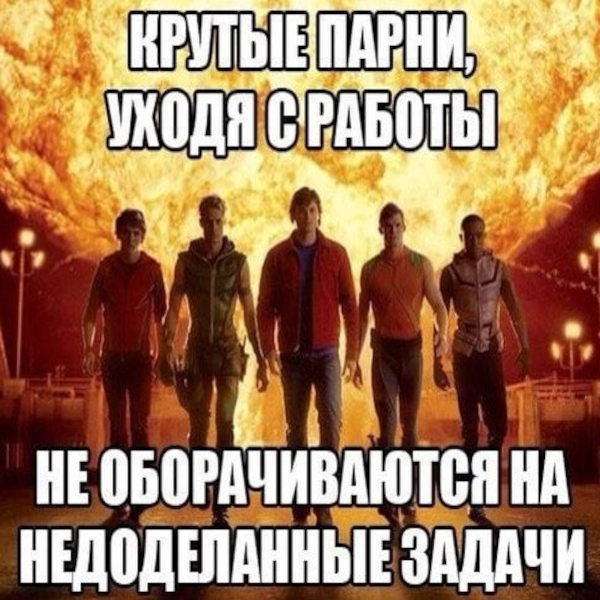 КРУТЫЕ ПАРНИ,
УХОДЯ С РАБОТЫ
НЕ ОБОРАЧИВАЮТСЯ НА
НЕДОДЕЛАННЫЕ ЗАДАЧИ